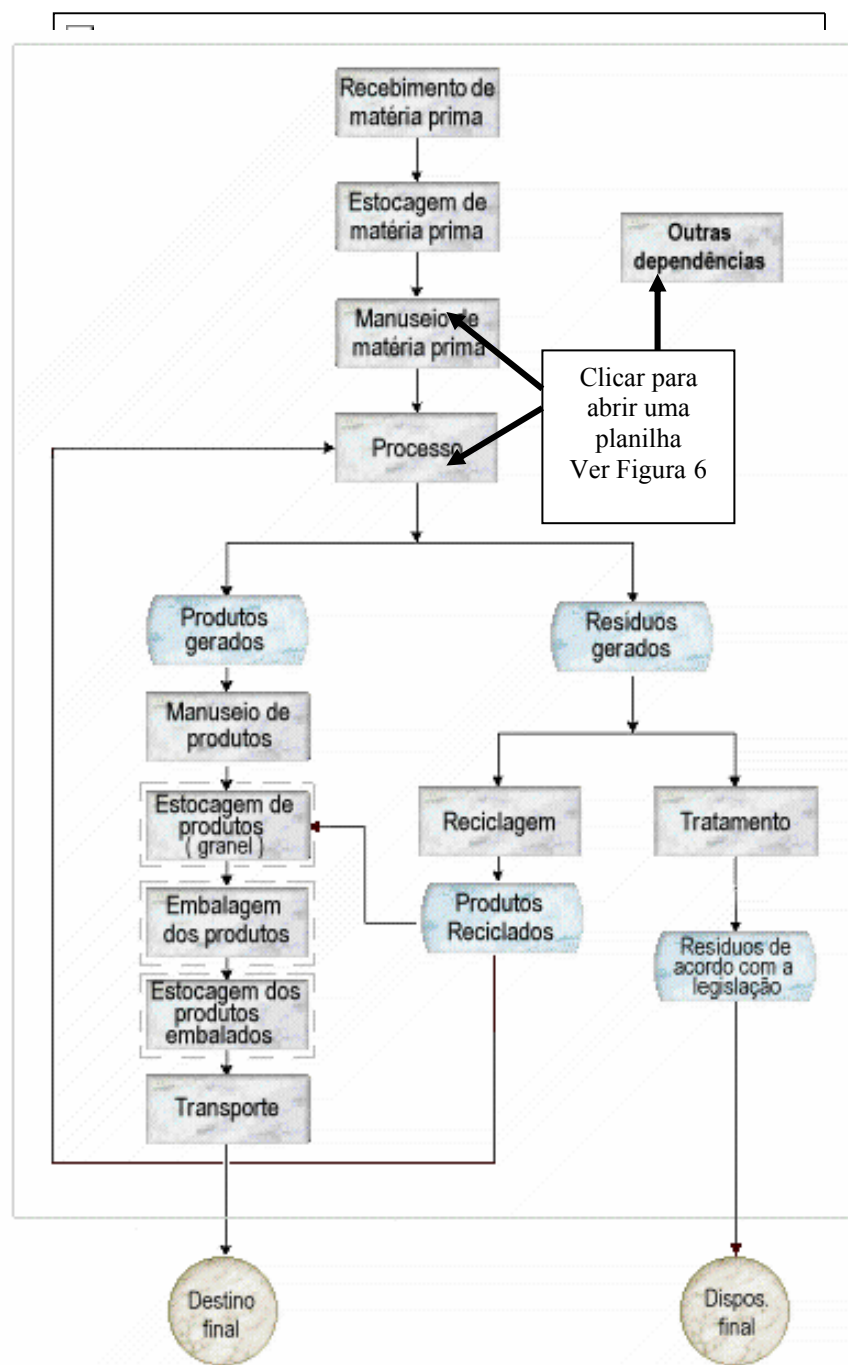 Recebimento de
matéria prima
Estocagem de
matéria prima
Outras
dependências
Manuseio de
matéria prima
Clicar para
abrir uma
planilha
Ver Figura 6
Processo
Produtos
gerados
Resíduos
gerados
Manuseio de
produtos
Estocagem de
produtos
( granel )
Reciclagem
Tratamento
Embalagem
dos produtos
Produtos
Reciclados
Resíduos de
acordo com a
legislação
Estocagem dos
produtos
embalados
Transporte
Destino
final
Dispos.
final